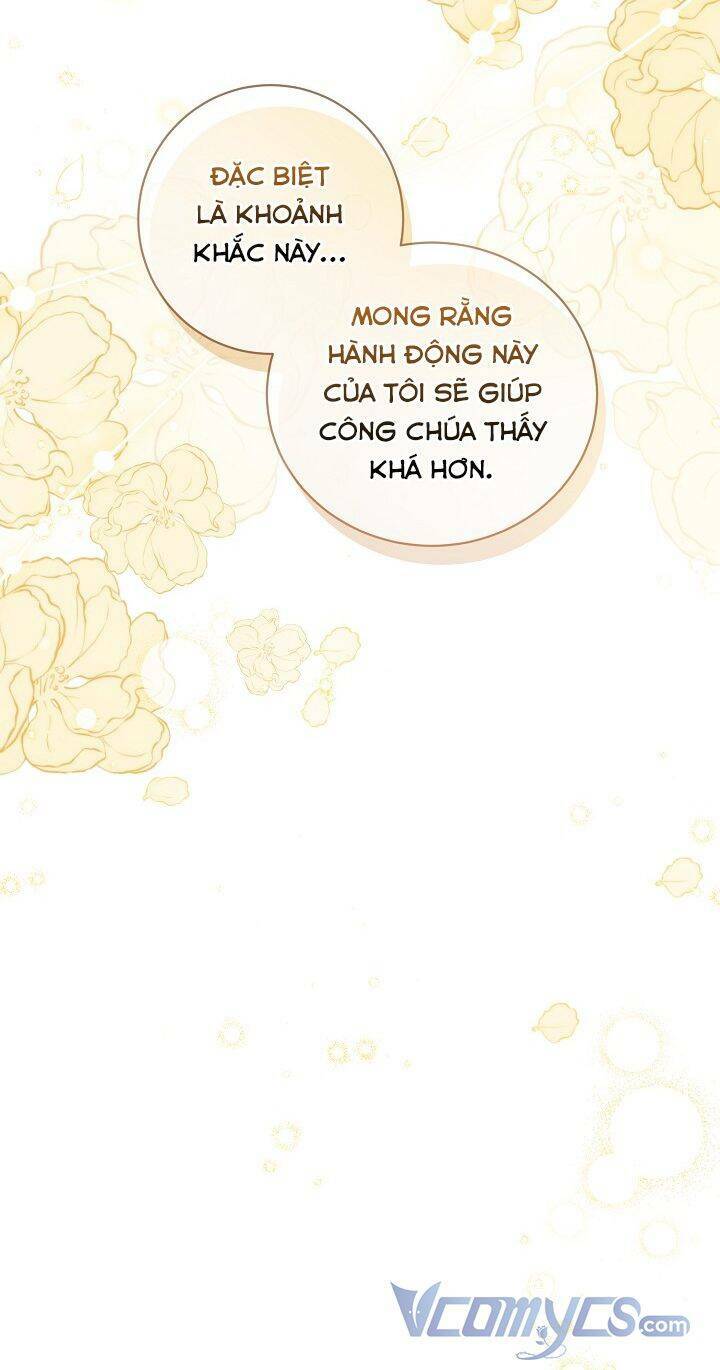 ĐẶC BIỆT
LÀ KHOẢNH
KHẮC NÀY...
MONG RẰNG
HÀNH ĐỘNG NÀY
CỦA TÔI SẼ GIÚP
CÔNG CHÚA THẤY
KHÁ HƠN.
VCOMYCS.com